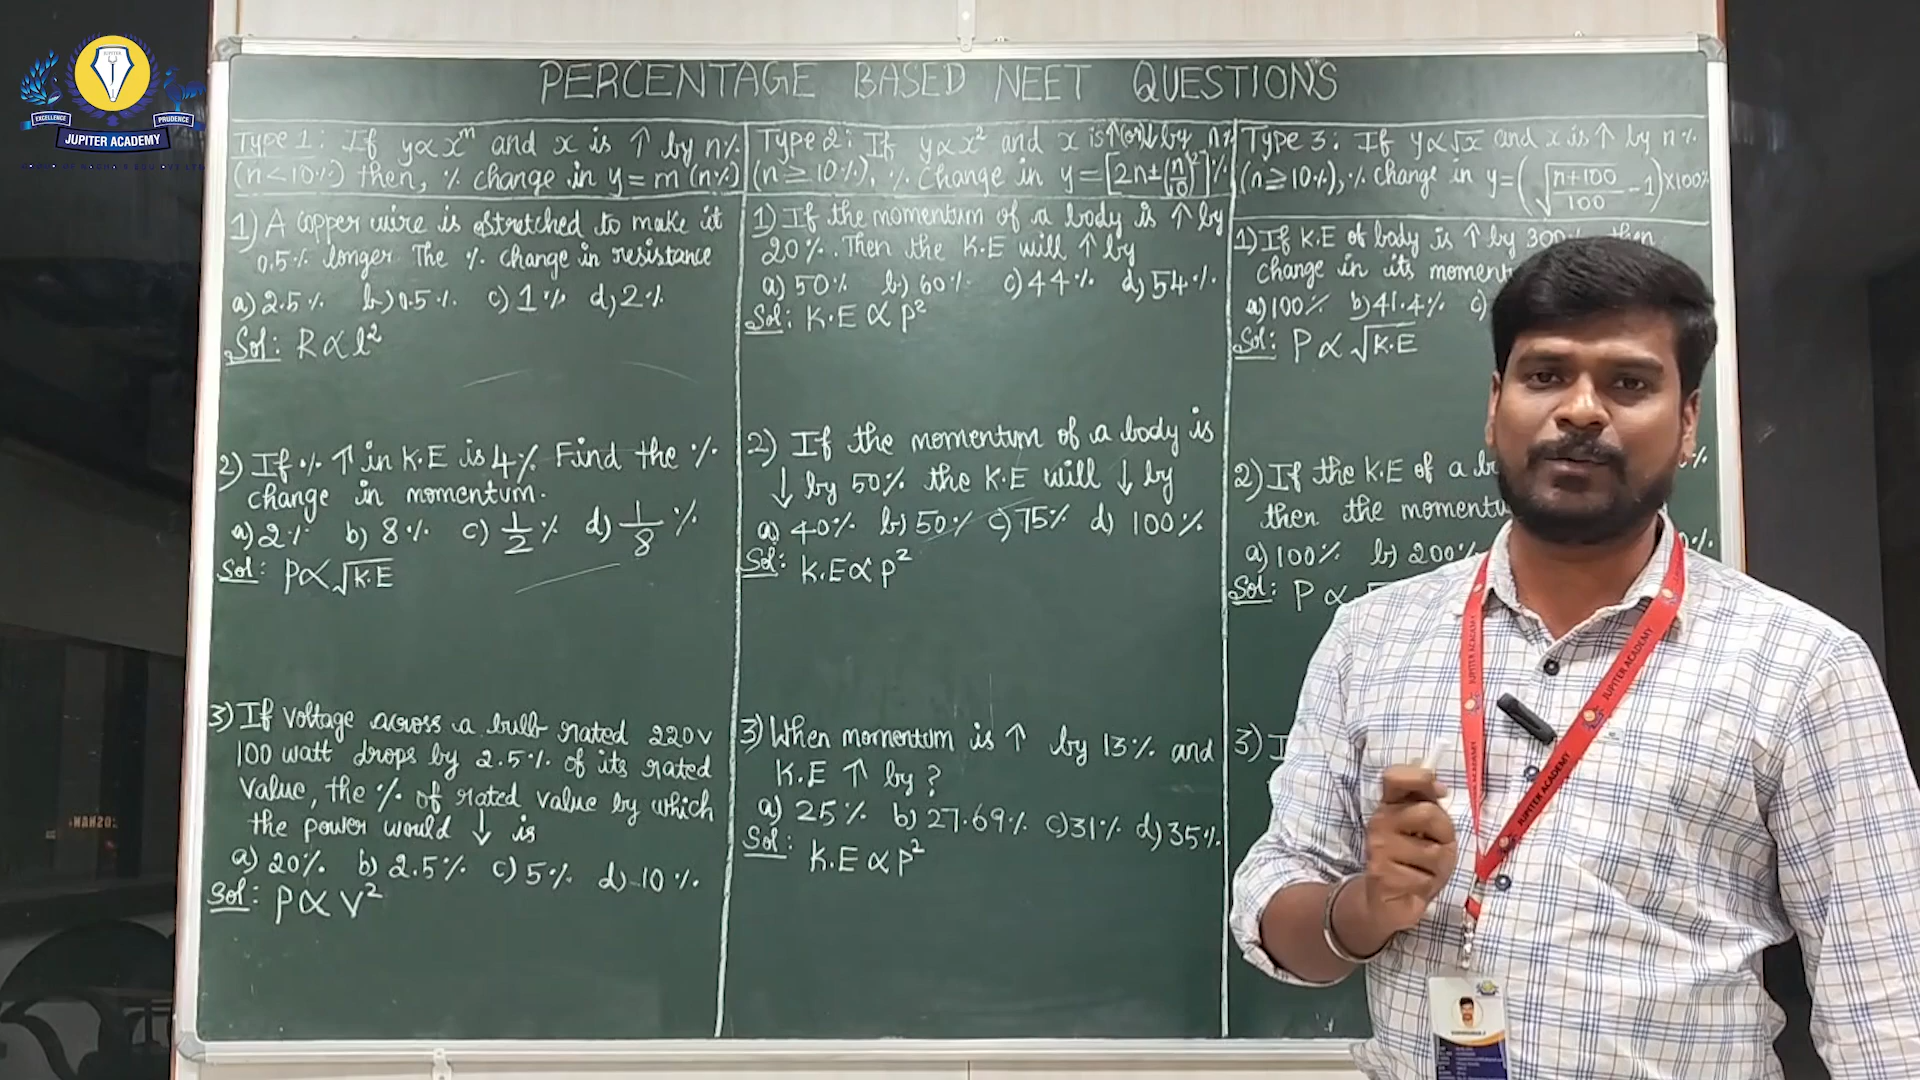 JUPITER
EXCELLENCE
PRUDENCE
JUPITER ACADEMY
PERCENTAGE BASED NEET QUESTIONS
Type 1: If y∝x^m and x is ↑ by n%
(n<10%) then, % change in y = m (n%)
1) A copper wire is stretched to make it
0.5% longer The % change in resistance
a) 2.5% b) 0.5% c) 1% d) 2%
Sol: R∝l²
2) If % ↑ in K.E is 4% Find the %
change in momentum.
a) 2% b) 8% c) 1/2 % d) 1/8 %
Sol: P∝√K.E
3) If voltage across a bulb rated 220V
100 watt drops by 2.5% of its rated
value, the % of rated value by which
the power would ↓ is
a) 20% b) 2.5% c) 5% d) 10%
Sol: P∝V²
Type 2: If y∝x² and x is ↑(or)↓ by n%
(n≥10%), % change in y = [2n±(n/10)²]%
1) If the momentum of a body is ↑ by
20%. Then the K.E will ↑ by
a) 50% b) 60% c) 44% d) 54%
Sol: K.E∝P²
2) If the momentum of a body is
↓ by 50% the K.E will ↓ by
a) 40% b) 50% c) 75% d) 100%
Sol: K.E∝P²
3) When momentum is ↑ by 13% and
K.E ↑ by?
a) 25% b) 27.69% c) 31% d) 35%
Sol: K.E∝P²
Type 3: If y∝√x and x is ↑ by n%
(n≥10%), % change in y=(√(n+100)/100 -1)×100%
1) If K.E of body is ↑ by 300% then
change in its
a) 100% b) 41.4% c)
Sol: P∝√K.E
2) If the K.E of a %
then the
a) 100% b) 200%
Sol: P∝
3)
JUPITER ACADEMY
JUPITER ACADEMY